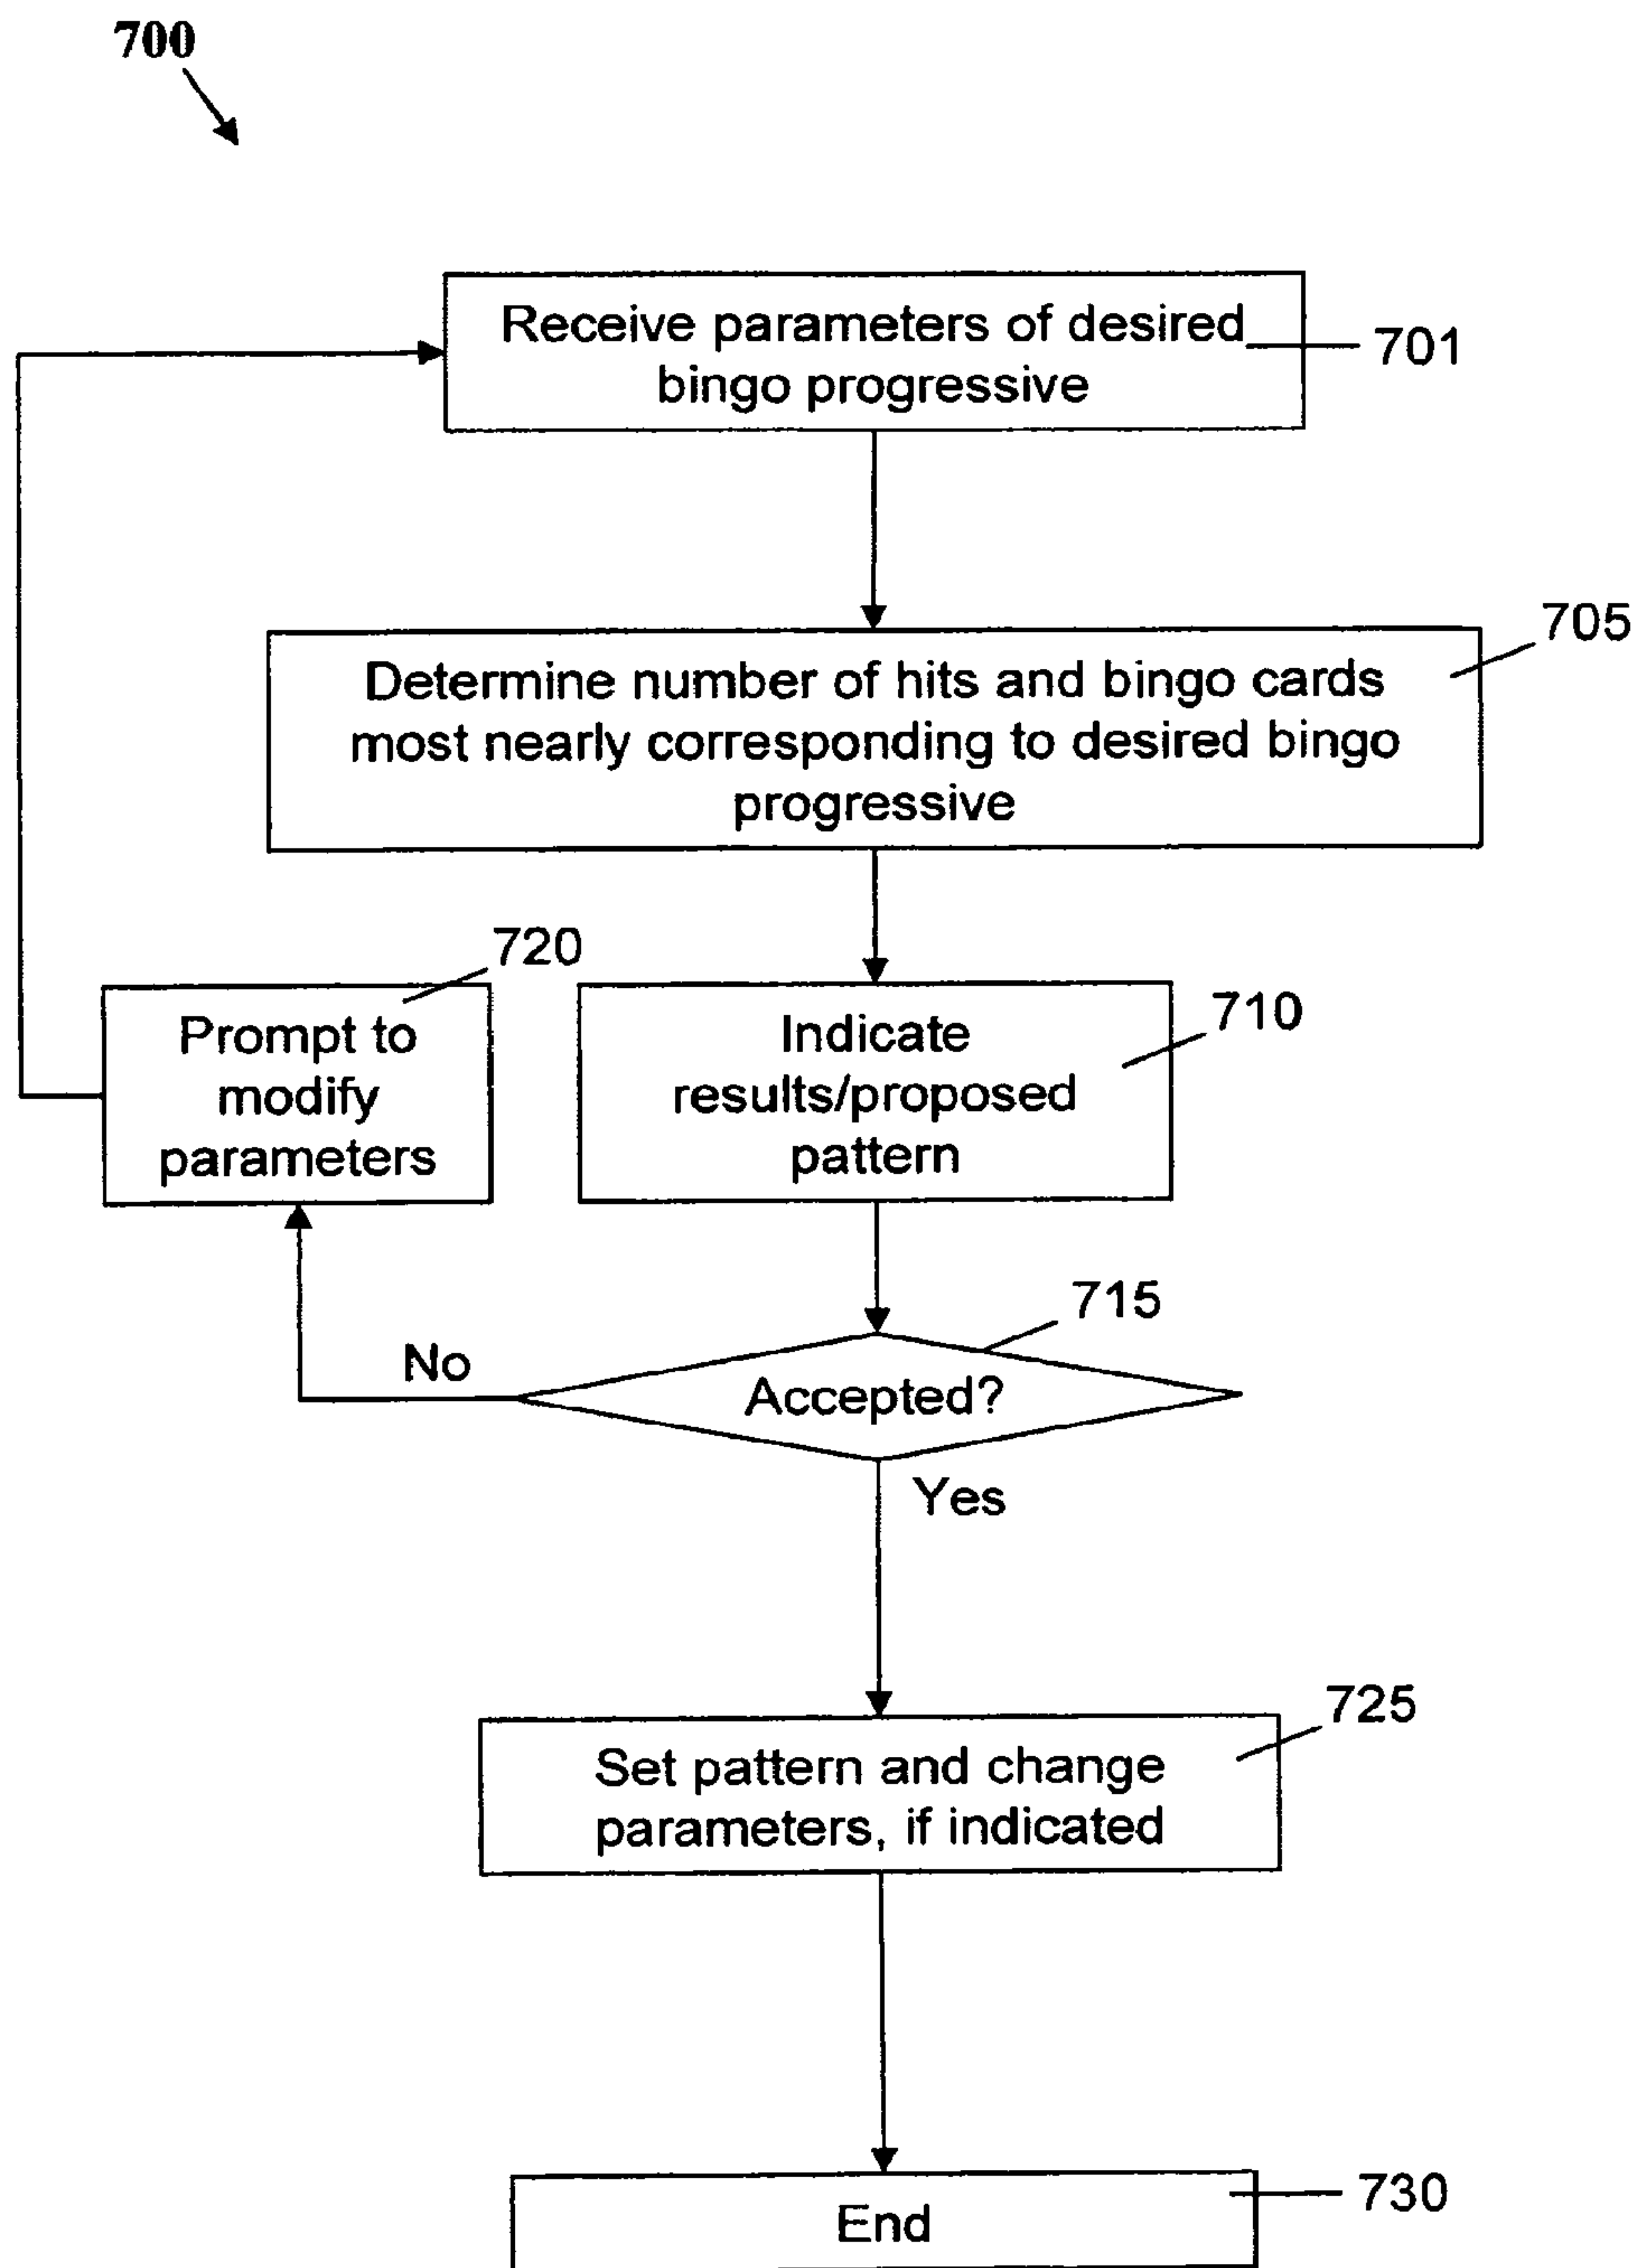 700
Receive parameters of desired
bingo progressive
701
705
Determine number of hits and bingo cards
most nearly corresponding to desired bingo
progressive
720
Prompt to
modify
parameters
710
Indicate
results/proposed
pattern
715
No
Accepted?
Yes
725
Set pattern and change
parameters, if indicated
730
End